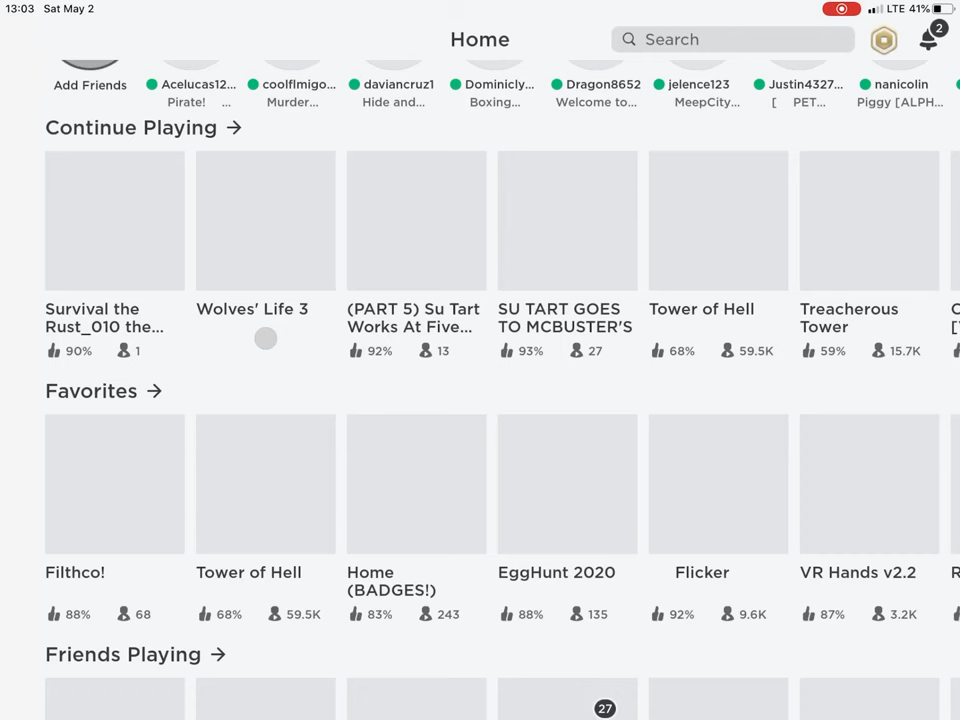 13:03 Sat May 2
LTE 41%
Home
Search
2
Add Friends
Acelucas12...
Pirate! ...
coolflmigo...
Murder...
daviancruz1
Hide and...
Dominicly...
Boxing...
Dragon8652
Welcome to...
jelence123
MeepCity...
Justin4327...
[ PET...
nanicolin
Piggy [ALPH...
Continue Playing →
Survival the
Rust_010 the...
90% 1
Wolves' Life 3
(PART 5) Su Tart
Works At Five...
92% 13
SU TART GOES
TO MCBUSTER'S
93% 27
Tower of Hell
68% 59.5K
Treacherous
Tower
59% 15.7K
Favorites →
Filthco!
88% 68
Tower of Hell
68% 59.5K
Home
(BADGES!)
83% 243
EggHunt 2020
88% 135
Flicker
92% 9.6K
VR Hands v2.2
87% 3.2K
Friends Playing →
27